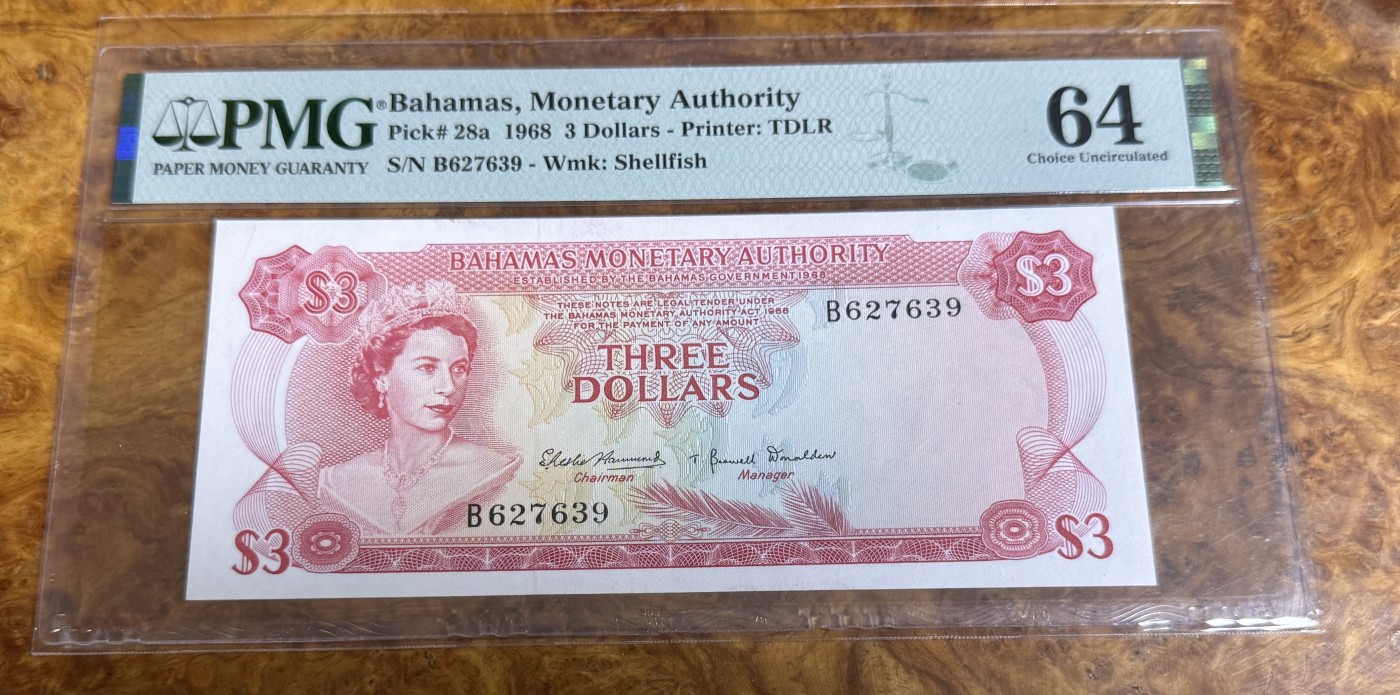 PMG®
PAPER MONEY GUARANTY
Bahamas, Monetary Authority
Pick# 28a 1968 3 Dollars - Printer: TDLR
S/N B627639 - Wmk: Shellfish
64
Choice Uncirculated
$3
BAHAMAS MONETARY AUTHORITY
$3
ESTABLISHED BY THE BAHAMAS GOVERNMENT 1968
THESE NOTES ARE LEGAL TENDER UNDER
THE BAHAMAS MONETARY AUTHORITY ACT 1968
FOR THE PAYMENT OF ANY AMOUNT
B627639
THREE
DOLLARS
Chairman
Manager
B627639
$3
$3